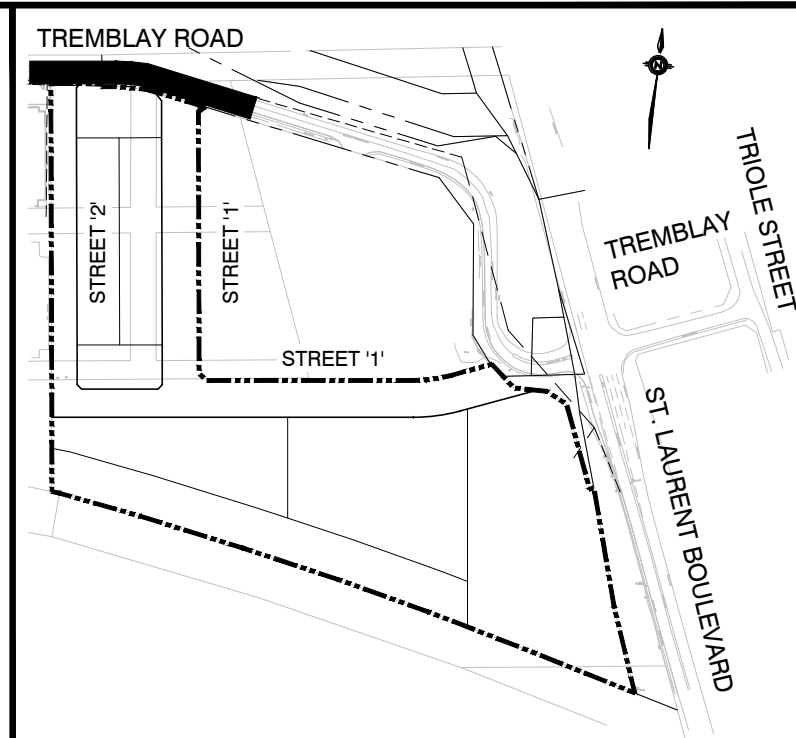 TREMBLAY ROAD
N
TRIOLE STREET
STREET '2'
STREET '1'
TREMBLAY
ROAD
STREET '1'
ST. LAURENT BOULEVARD